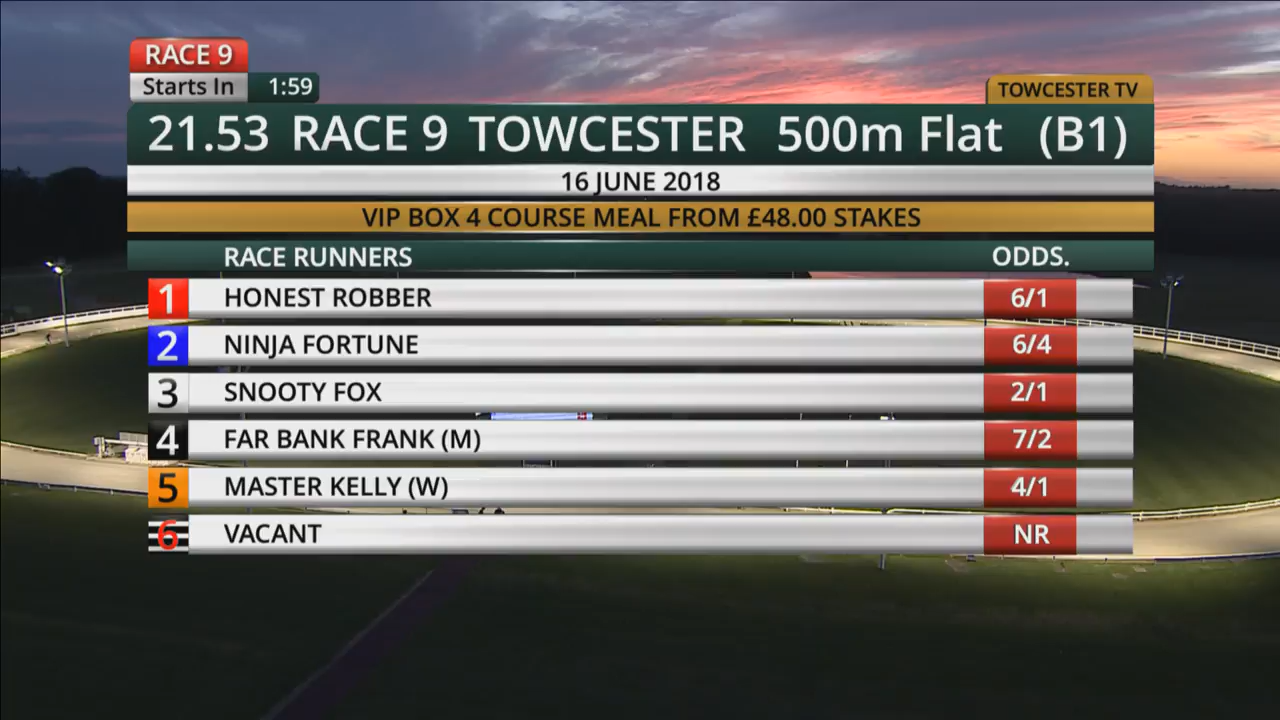 RACE 9
Starts In 1:59
TOWCESTER TV
21.53 RACE 9 TOWCESTER 500m Flat (B1)
16 JUNE 2018
VIP BOX 4 COURSE MEAL FROM £48.00 STAKES
RACE RUNNERS ODDS.
1 HONEST ROBBER 6/1
2 NINJA FORTUNE 6/4
3 SNOOTY FOX 2/1
4 FAR BANK FRANK (M) 7/2
5 MASTER KELLY (W) 4/1
6 VACANT NR